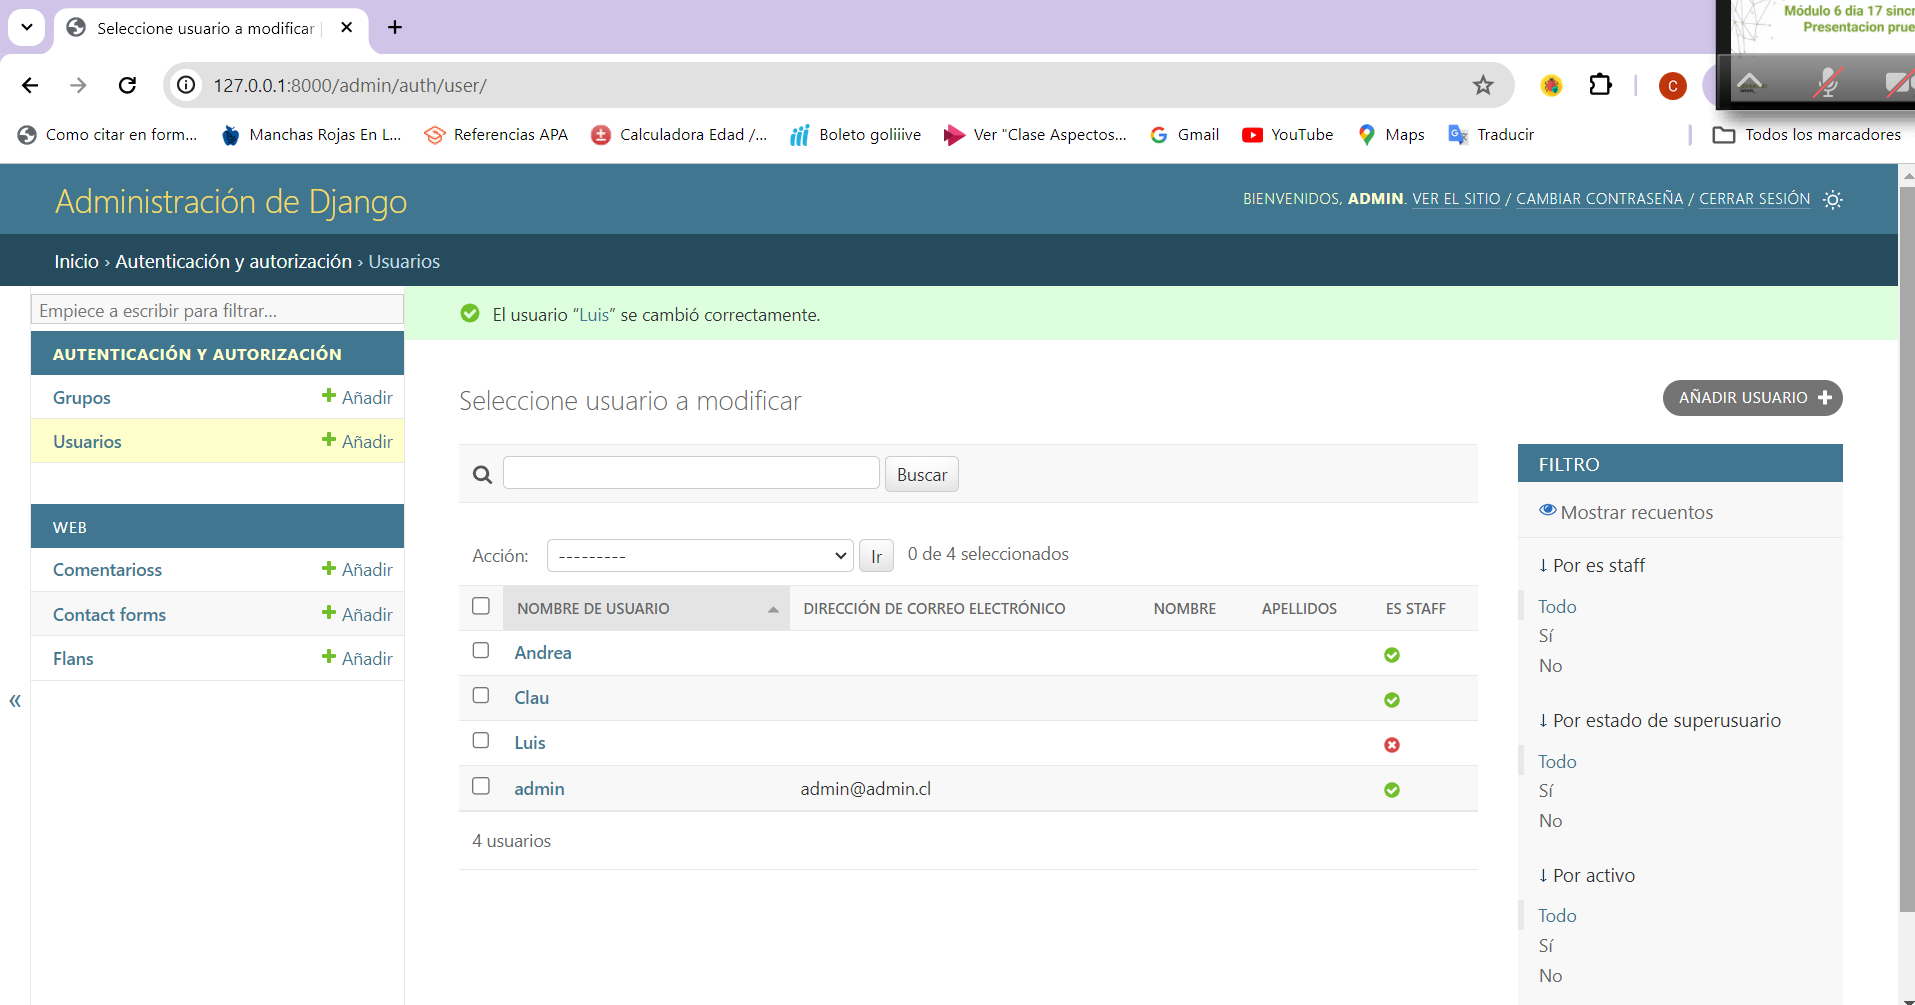 Seleccione usuario a modificar
Módulo 6 dia 17
Presentacion
127.0.0.1:8000/admin/auth/user/
C
Como citar en form...
Manchas Rojas En L...
Referencias APA
Calculadora Edad /...
Boleto goliiive
Ver "Clase Aspectos...
Gmail
YouTube
Maps
Traducir
Todos los marcadores
Administración de Django
BIENVENIDOS, ADMIN. VER EL SITIO / CAMBIAR CONTRASEÑA / CERRAR SESIÓN
Inicio › Autenticación y autorización › Usuarios
Empiece a escribir para filtrar...
AUTENTICACIÓN Y AUTORIZACIÓN
Grupos Añadir
Usuarios Añadir
WEB
Comentarioss Añadir
Contact forms Añadir
Flans Añadir
«
El usuario “Luis” se cambió correctamente.
Seleccione usuario a modificar
AÑADIR USUARIO
Buscar
Acción: --------- Ir 0 de 4 seleccionados
NOMBRE DE USUARIO DIRECCIÓN DE CORREO ELECTRÓNICO NOMBRE APELLIDOS ES STAFF
Andrea
Clau
Luis
admin admin@admin.cl
4 usuarios
FILTRO
Mostrar recuentos
↓ Por es staff
Todo
Sí
No
↓ Por estado de superusuario
Todo
Sí
No
↓ Por activo
Todo
Sí
No